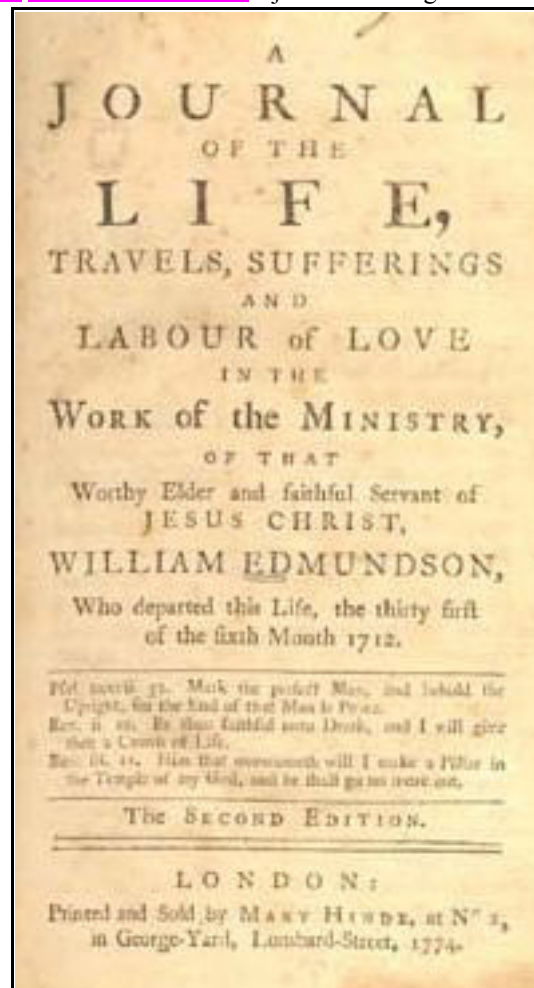 A
JOURNAL
OF THE
LIFE,
TRAVELS, SUFFERINGS
AND
LABOUR of LOVE
IN THE
WORK of the MINISTRY,
OF THAT
Worthy Elder and faithful Servant of
JESUS CHRIST,
WILLIAM EDMUNDSON,
Who departed this Life, the thirty first
of the sixth Month 1712.
Mark the perfect Man, and behold the
Upright, for the End of that Man is Peace.
Be thou faithful unto Death, and I will give
thee a Crown of Life.
Him that overcometh will I make a Pillar in
the Temple of my God, and he shall go no more out.
The SECOND EDITION.
LONDON:
Printed and Sold by MARY HINDE, at No 2,
in George-Yard, Lombard-Street, 1774.